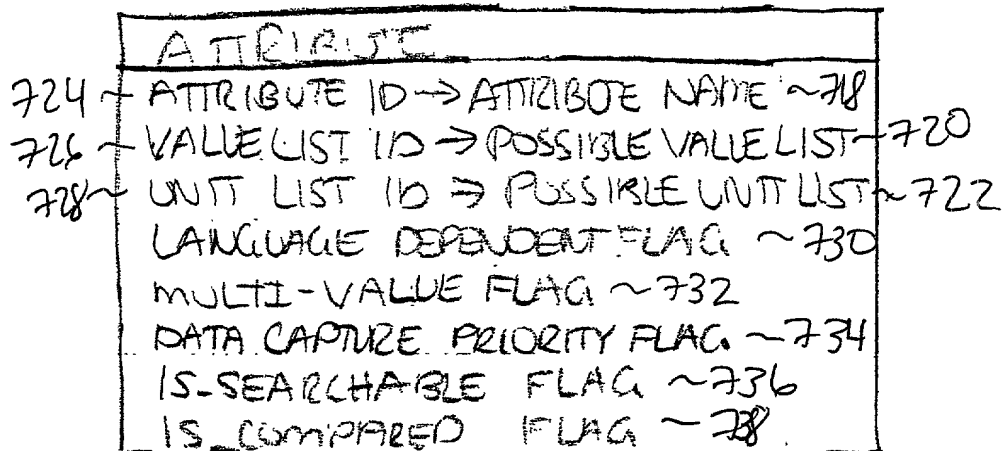 ATTRIBUTE
724 ~ ATTRIBUTE ID → ATTRIBUTE NAME ~ 718
726 ~ VALUE LIST ID → POSSIBLE VALUE LIST ~ 720
728 ~ UNIT LIST ID → POSSIBLE UNIT LIST ~ 722
LANGUAGE DEPENDENT FLAG ~ 730
MULTI-VALUE FLAG ~ 732
DATA CAPTURE PRIORITY FLAG ~ 734
IS-SEARCHABLE FLAG ~ 736
IS_COMPARED FLAG ~ 738